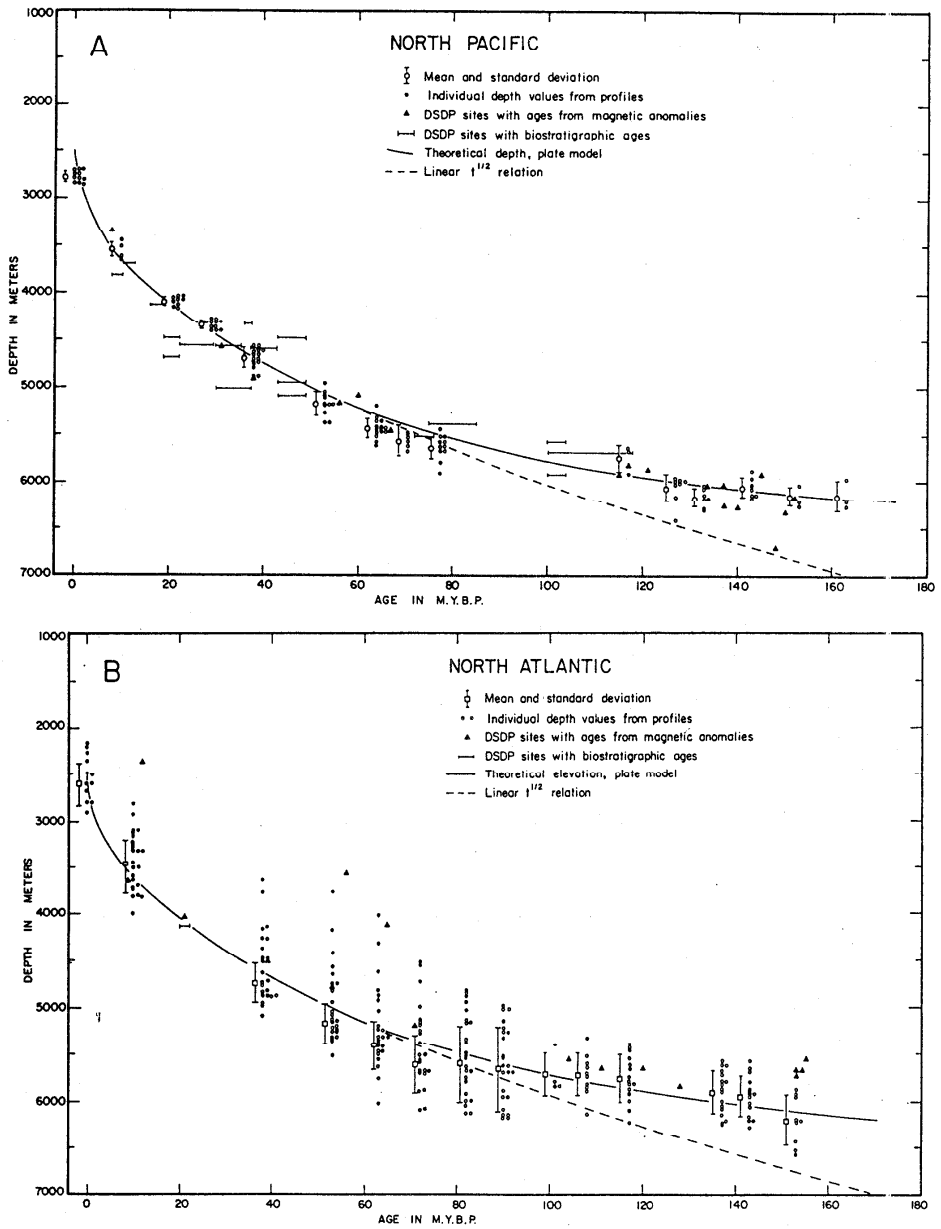 1000
2000
3000
4000
5000
6000
7000
DEPTH IN METERS
A
NORTH PACIFIC
Mean and standard deviation
Individual depth values from profiles
DSDP sites with ages from magnetic anomalies
DSDP sites with biostratigraphic ages
Theoretical depth, plate model
Linear t1/2 relation
0 20 40 60 80 100 120 140 160 180
AGE IN M.Y.B.P.
1000
2000
3000
4000
5000
6000
7000
DEPTH IN METERS
B
NORTH ATLANTIC
Mean and standard deviation
Individual depth values from profiles
DSDP sites with ages from magnetic anomalies
DSDP sites with biostratigraphic ages
Theoretical elevation, plate model
Linear t1/2 relation
0 20 40 60 80 100 120 140 160 180
AGE IN M.Y.B.P.